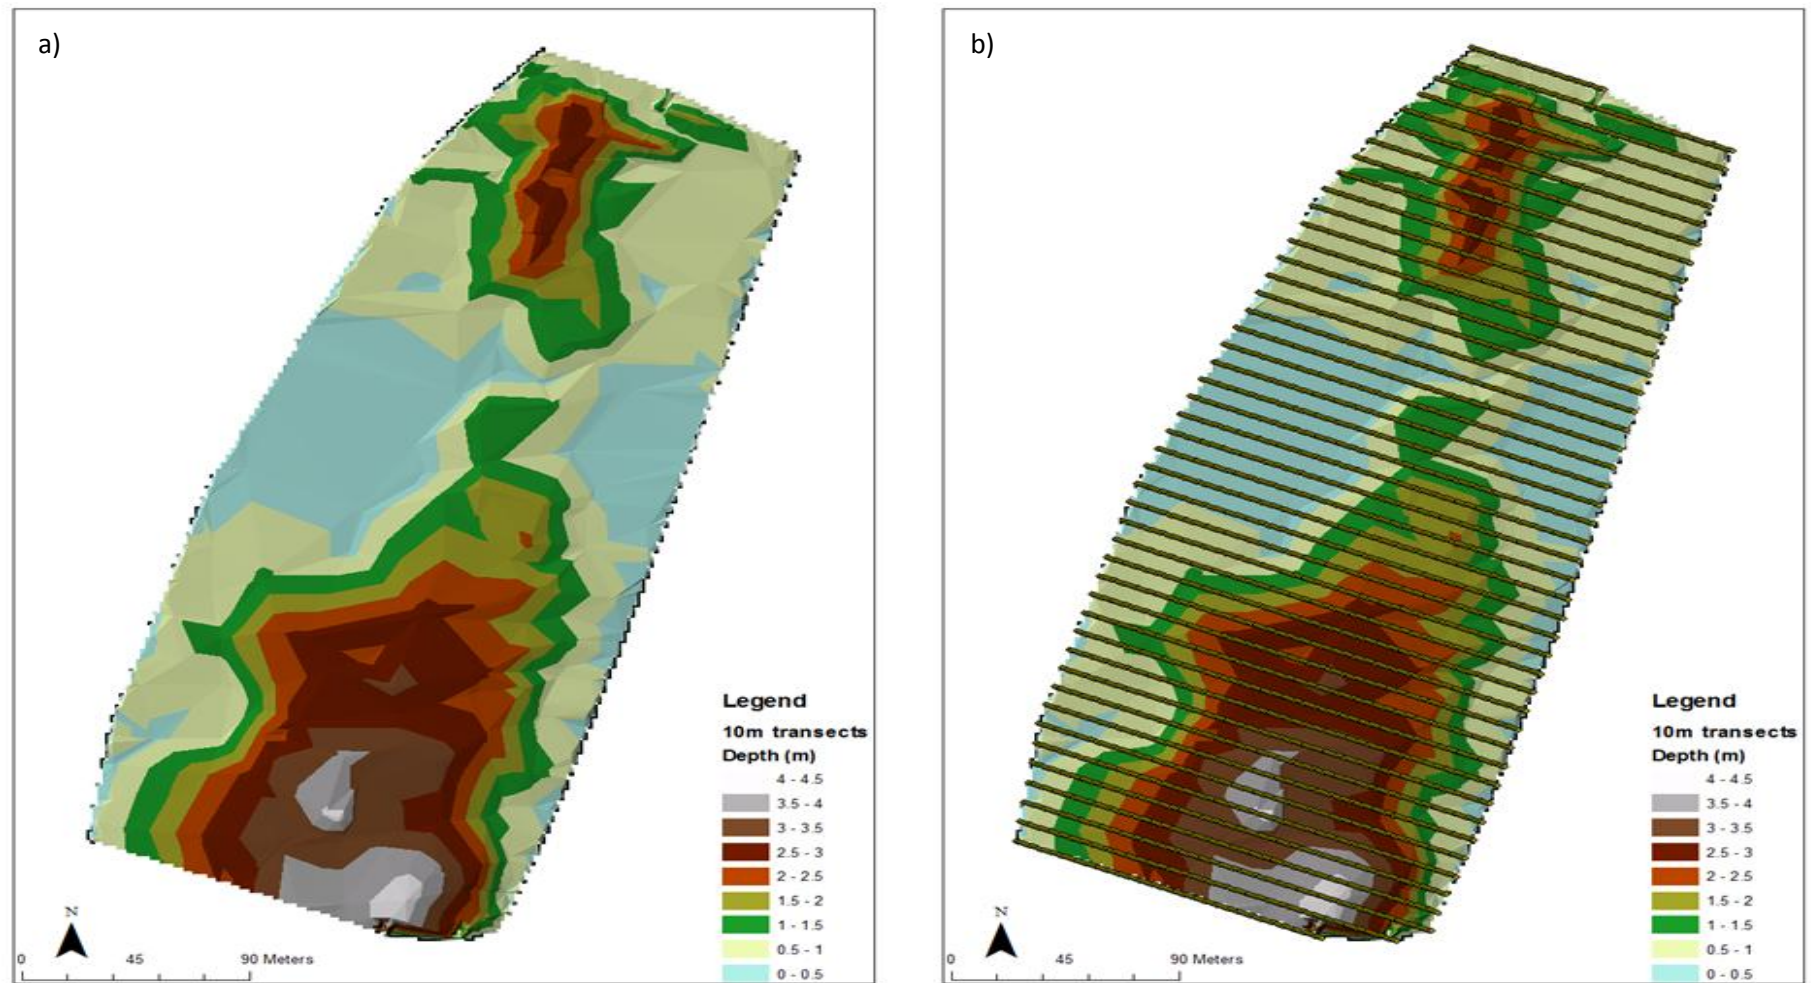 a)
Legend
10m transects
Depth (m)
4 - 4.5
3.5 - 4
3 - 3.5
2.5 - 3
2 - 2.5
1.5 - 2
1 - 1.5
0.5 - 1
0 - 0.5
N
0 45 90 Meters
b)
Legend
10m transects
Depth (m)
4 - 4.5
3.5 - 4
3 - 3.5
2.5 - 3
2 - 2.5
1.5 - 2
1 - 1.5
0.5 - 1
0 - 0.5
N
0 45 90 Meters